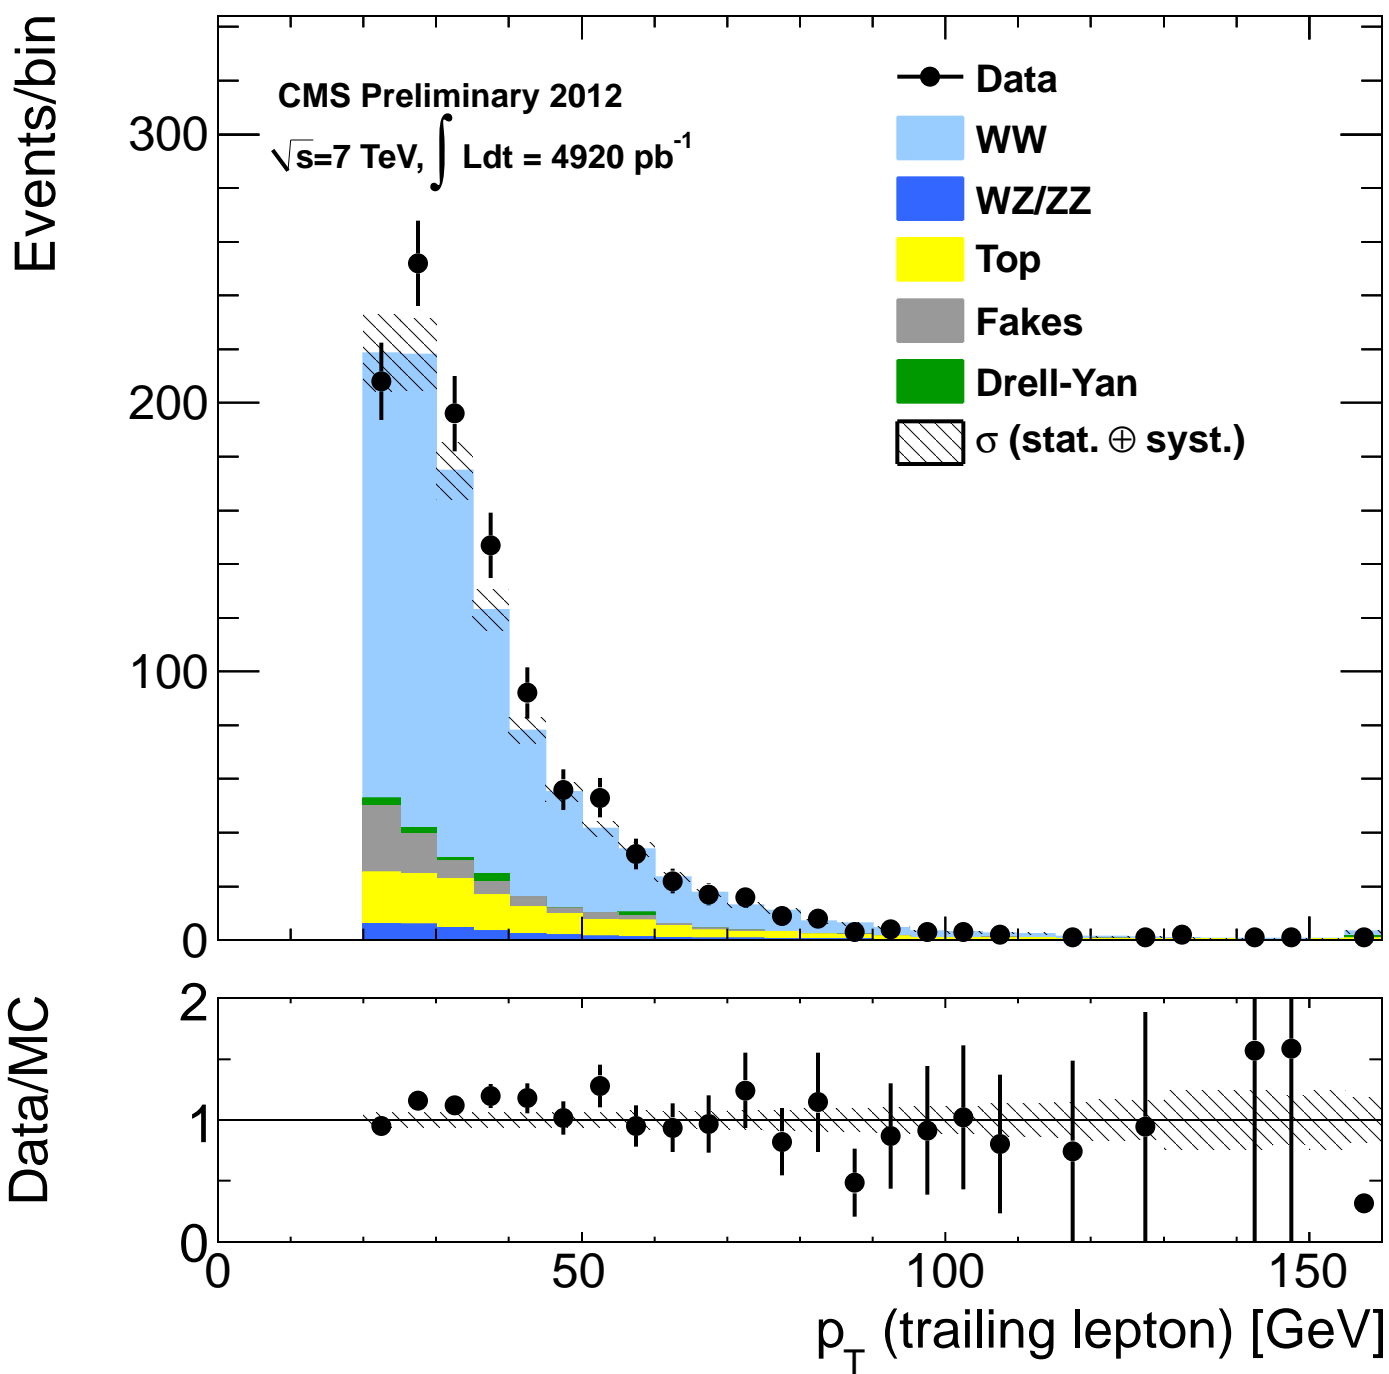 Events/bin
300
200
100
0
CMS Preliminary 2012
√s=7 TeV, ∫ Ldt = 4920 pb⁻¹
Data
WW
WZ/ZZ
Top
Fakes
Drell-Yan
σ (stat. ⊕ syst.)
Data/MC
2
1
0
0 50 100 150
p_T (trailing lepton) [GeV]